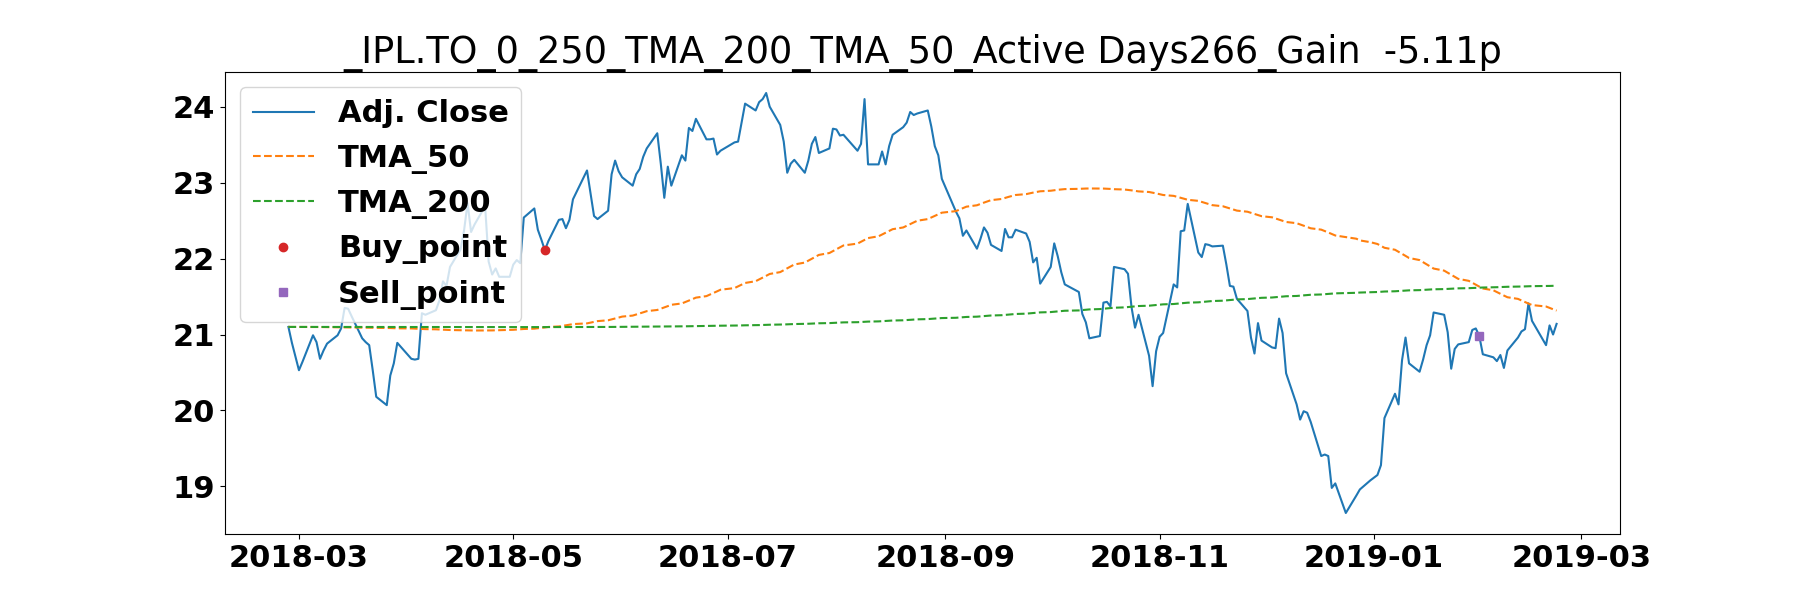 _IPL.TO_0_250_TMA_200_TMA_50_Active Days266_Gain  -5.11p
Adj. Close
TMA_50
TMA_200
Buy_point
Sell_point
24
23
22
21
20
19
2018-03 2018-05 2018-07 2018-09 2018-11 2019-01 2019-03